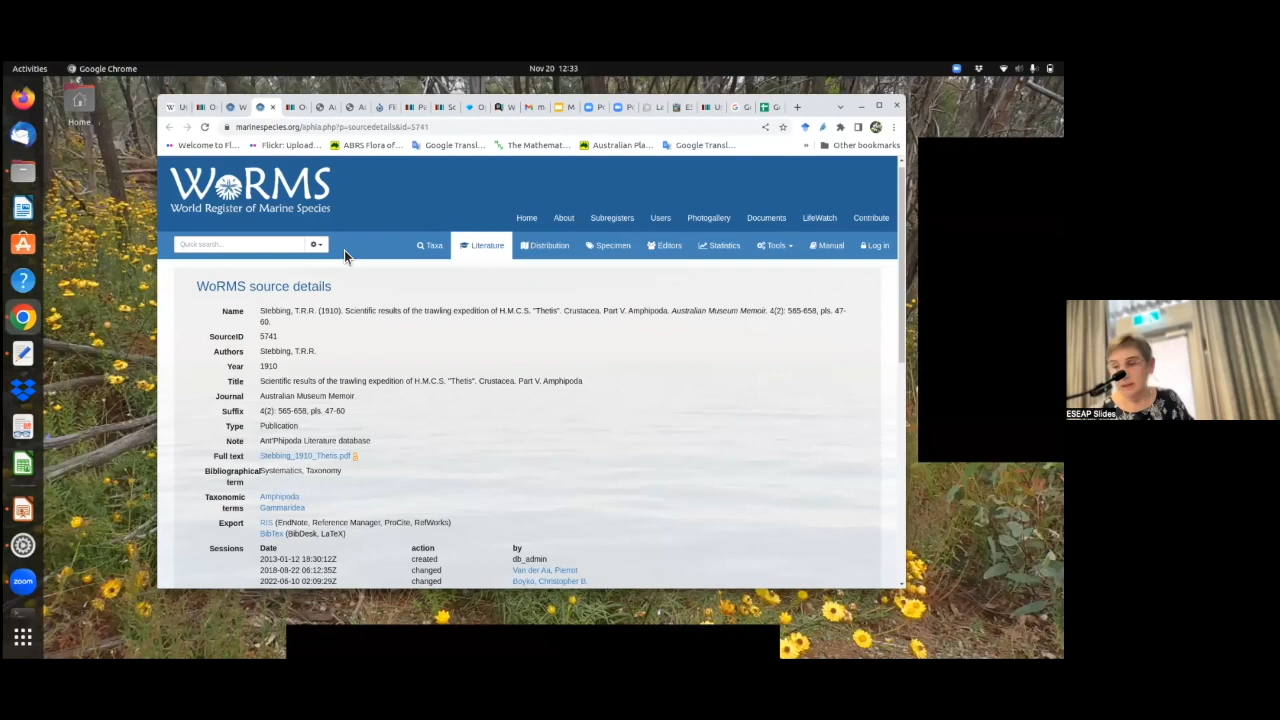 Activities
Google Chrome
Nov 20 12:33
Home
marinespecies.org/aphia.php?p=sourcedetails&id=5741
Welcome to Fl...
Flickr: Upload...
ABRS Flora of...
Google Transl...
The Mathemat...
Australian Pla...
Google Transl...
»
Other bookmarks
WoRMS
World Register of Marine Species
Home About Subregisters Users Photogallery Documents LifeWatch Contribute
Quick search...
Taxa Literature Distribution Specimen Editors Statistics Tools Manual Log in
WoRMS source details
Name Stebbing, T.R.R. (1910). Scientific results of the trawling expedition of H.M.C.S. "Thetis". Crustacea. Part V. Amphipoda. Australian Museum Memoir. 4(2): 565-658, pls. 47-
60.
SourceID 5741
Authors Stebbing, T.R.R.
Year 1910
Title Scientific results of the trawling expedition of H.M.C.S. "Thetis". Crustacea. Part V. Amphipoda
Journal Australian Museum Memoir
Suffix 4(2): 565-658, pls. 47-60
Type Publication
Note Ant'Phipoda Literature database
Full text Stebbing_1910_Thetis.pdf
Bibliographical Systematics, Taxonomy
term
Taxonomic Amphipoda
terms Gammaridea
Export RIS (EndNote, Reference Manager, ProCite, RefWorks)
BibTex (BibDesk, LaTeX)
Sessions Date action by
2013-01-12 18:30:12Z created db_admin
2018-08-22 06:12:35Z changed Van der Aa, Pierrot
2022-06-10 02:09:29Z changed Boyko, Christopher B.
zoom
ESEAP Slides